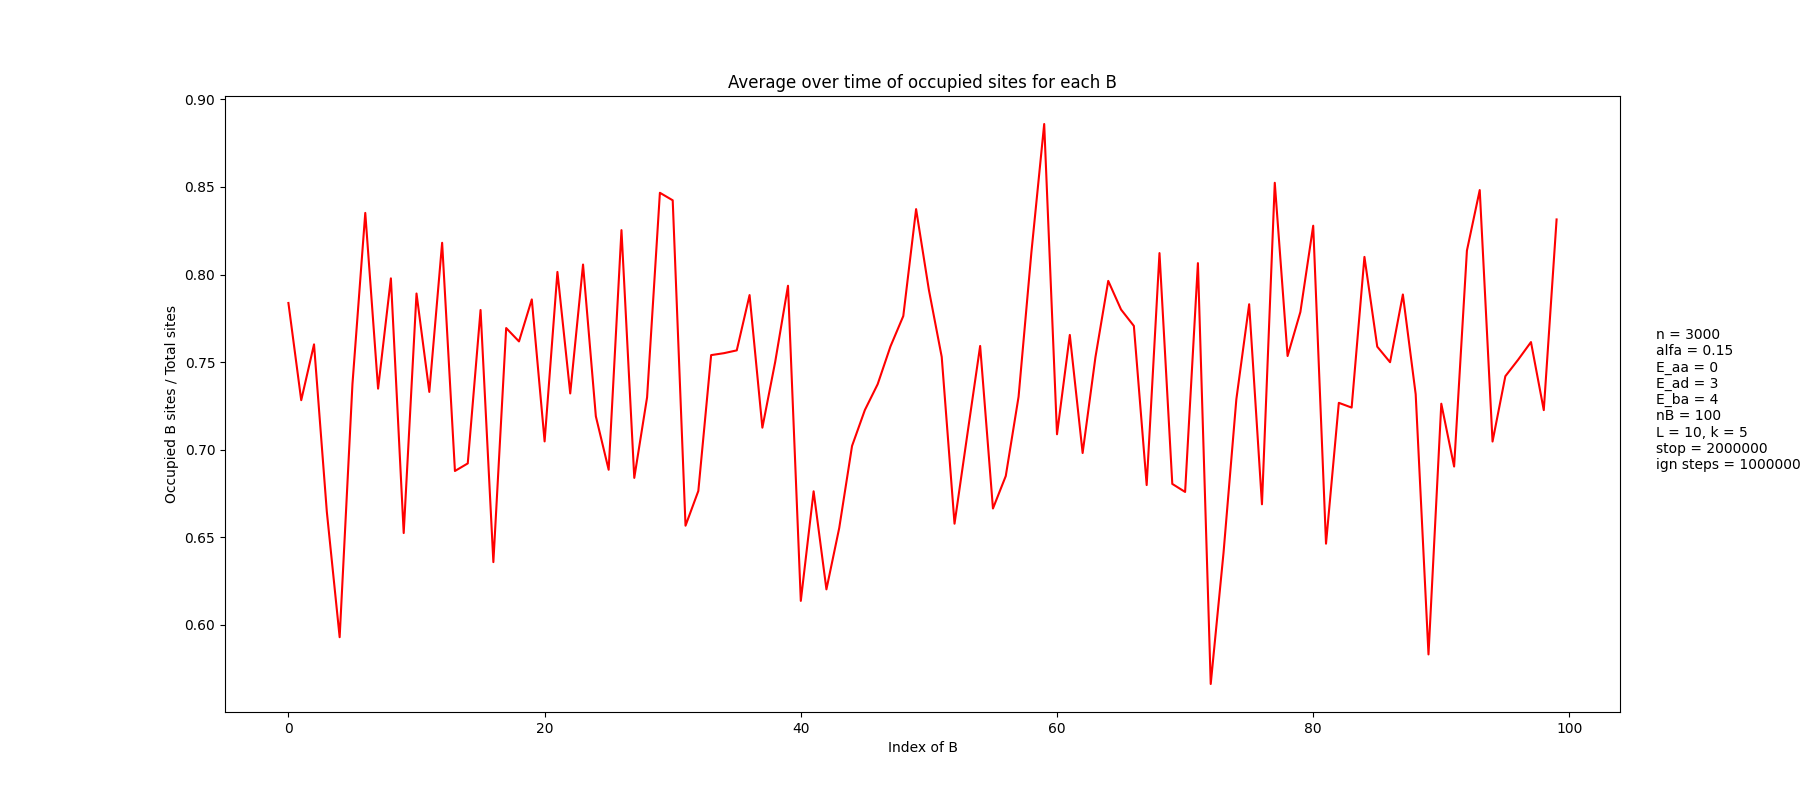 Average over time of occupied sites for each B
0.90
0.85
0.80
0.75
0.70
0.65
0.60
Occupied B sites / Total sites
0 20 40 60 80 100
Index of B
n = 3000
alfa = 0.15
E_aa = 0
E_ad = 3
E_ba = 4
nB = 100
L = 10, k = 5
stop = 2000000
ign steps = 1000000